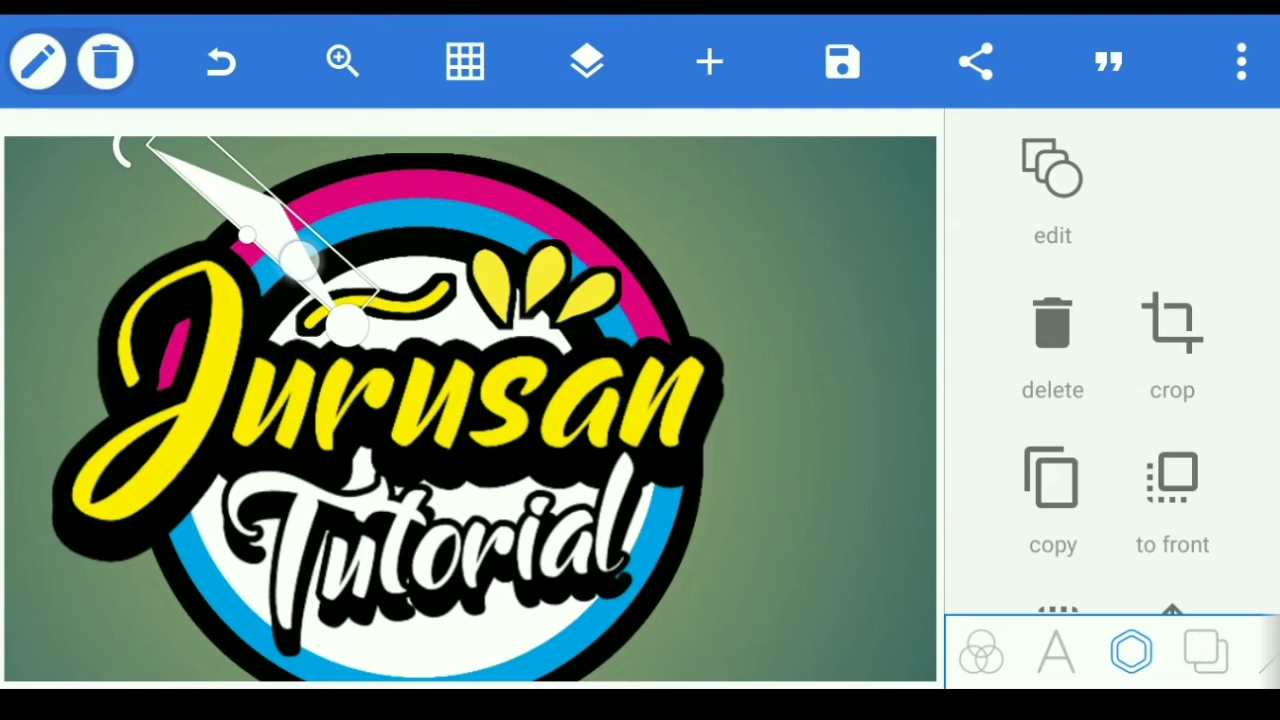 edit
delete crop
copy to front
Jurusan
Tutorial